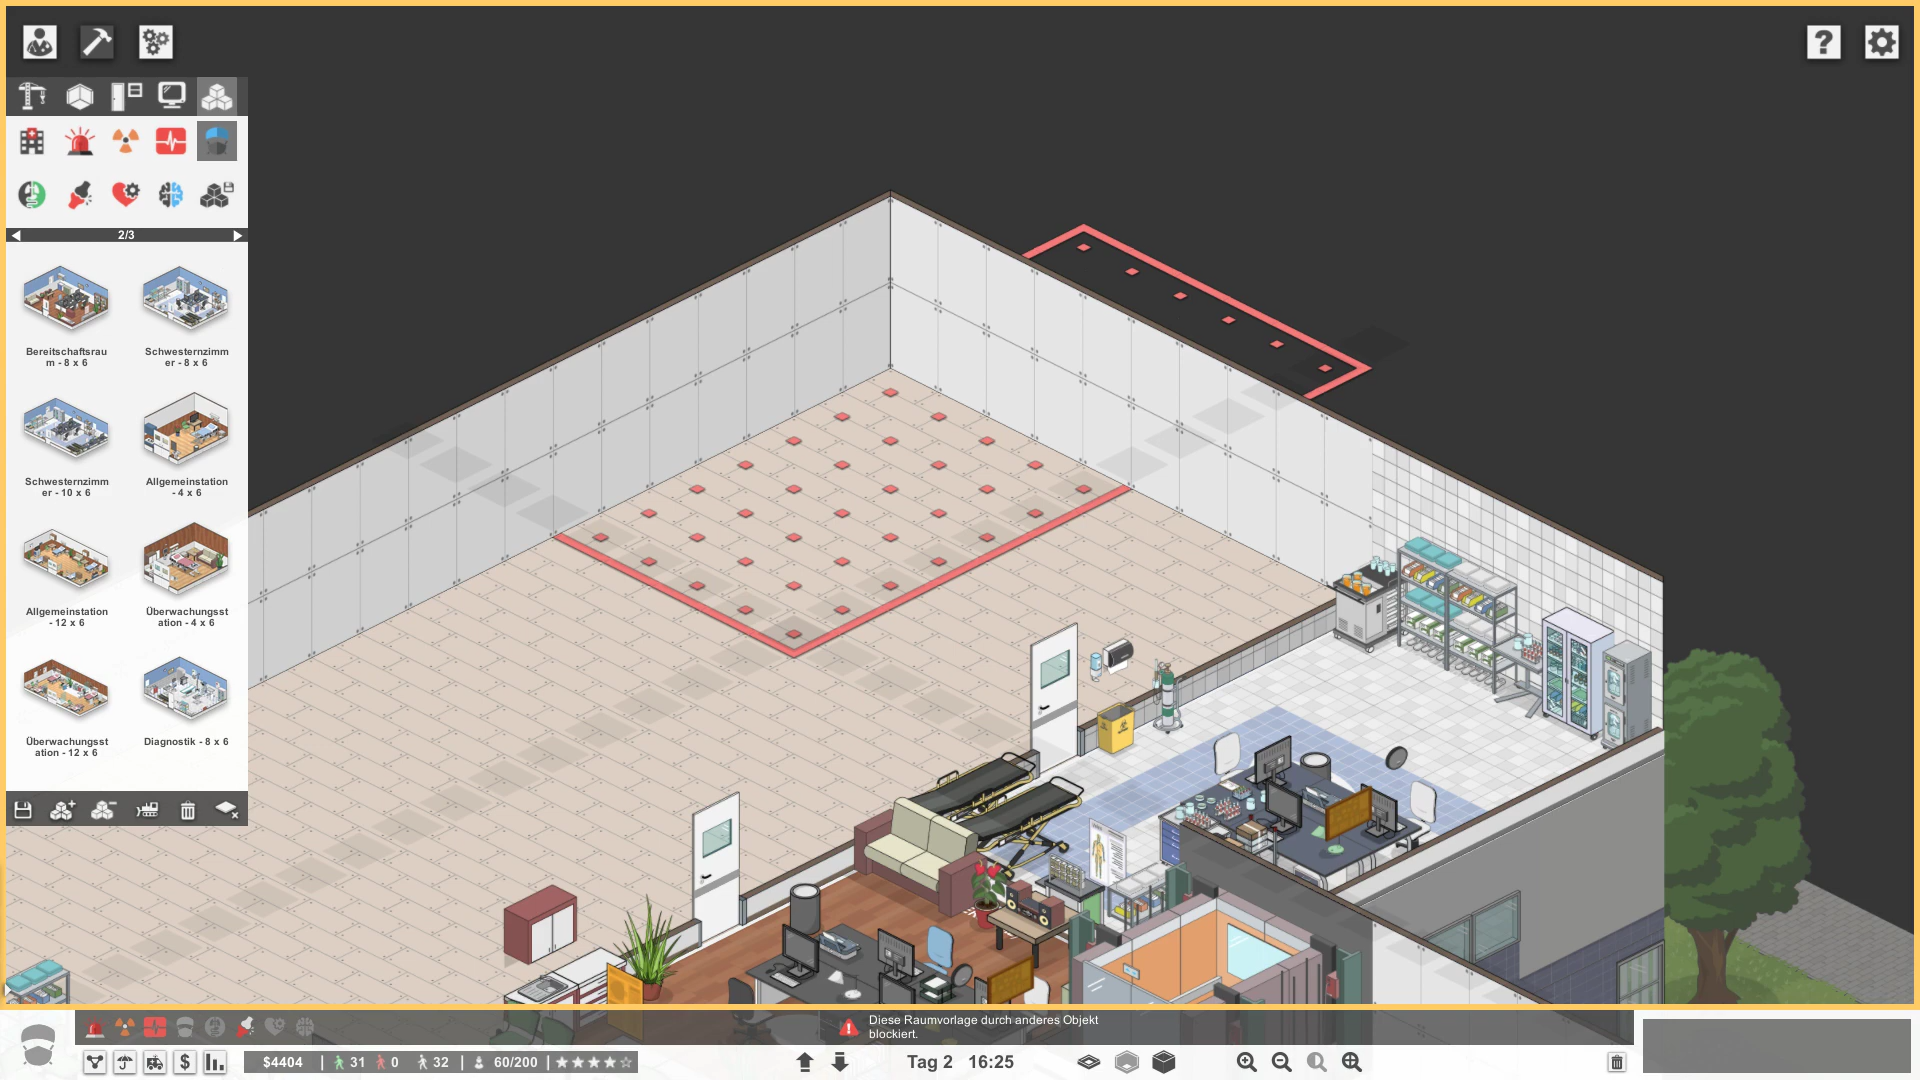 2/3
Bereitschaftsrau
m - 8 x 6
Schwesternzimm
er - 8 x 6
Schwesternzimm
er - 10 x 6
Allgemeinstation
- 4 x 6
Allgemeinstation
- 12 x 6
Überwachungsst
ation - 4 x 6
Überwachungsst
ation - 12 x 6
Diagnostik - 8 x 6
Diese Raumvorlage durch anderes Objekt
blockiert.
$4404 | 31 0 32 | 60/200 |
Tag 2 16:25